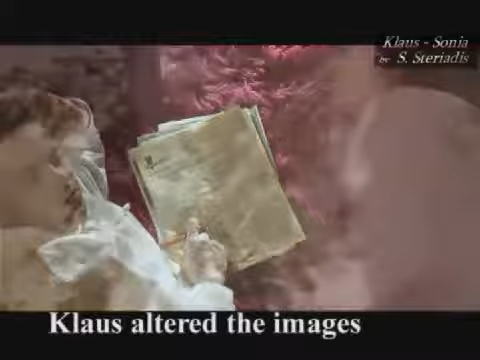 Klaus - Sonia
by S. Steriadis
Klaus altered the images